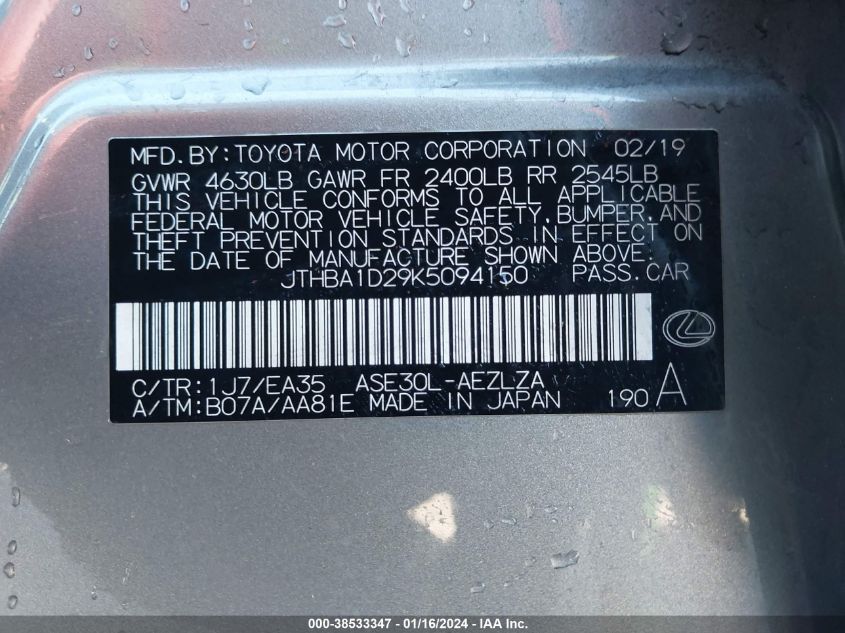 MFD.BY:TOYOTA MOTOR CORPORATION 02/19
GVWR 4630LB GAWR FR 2400LB RR 2545LB
THIS VEHICLE CONFORMS TO ALL APPLICABLE
FEDERAL MOTOR VEHICLE SAFETY,BUMPER,AND
THEFT PREVENTION STANDARDS IN EFFECT ON
THE DATE OF MANUFACTURE SHOWN ABOVE.
JTHBA1D29K5094150 PASS.CAR
C/TR:1J7/EA35 ASE30L-AEZLZA
A/TM:B07A/AA81E MADE IN JAPAN 190 A
000-38533347 - 01/16/2024 - IAA Inc.